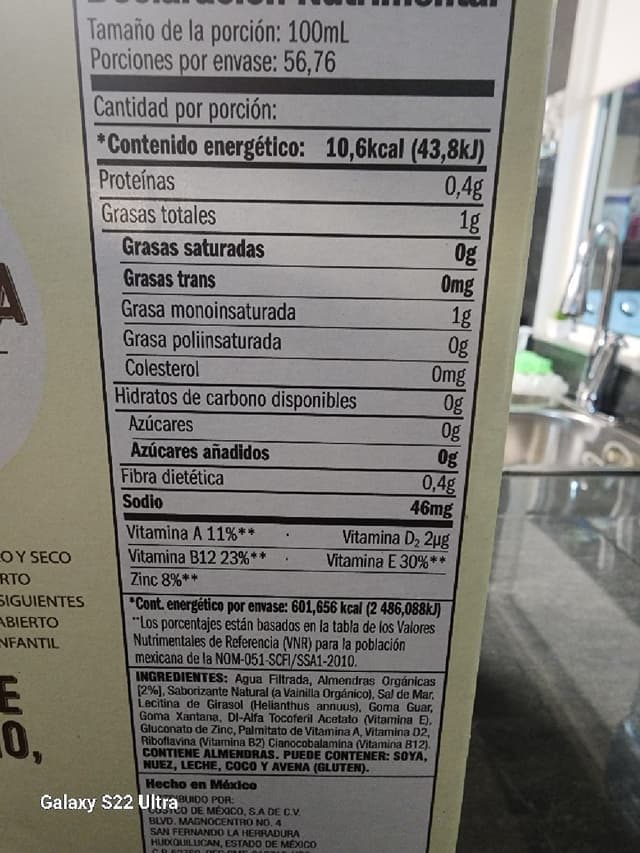 Declaración Nutrimental
Tamaño de la porción: 100mL
Porciones por envase: 56,76
Cantidad por porción:
*Contenido energético: 10,6kcal (43,8kJ)
Proteínas 0,4g
Grasas totales 1g
Grasas saturadas 0g
Grasas trans 0mg
Grasa monoinsaturada 1g
Grasa poliinsaturada 0g
Colesterol 0mg
Hidratos de carbono disponibles 0g
Azúcares 0g
Azúcares añadidos 0g
Fibra dietética 0,4g
Sodio 46mg
Vitamina A 11%** · Vitamina D₂ 2µg
Vitamina B12 23%** · Vitamina E 30%**
Zinc 8%**
*Cont. energético por envase: 601,656 kcal (2 486,088kJ)
**Los porcentajes están basados en la tabla de los Valores
Nutrimentales de Referencia (VNR) para la población
mexicana de la NOM-051-SCFI/SSA1-2010.
INGREDIENTES: Agua Filtrada, Almendras Orgánicas
(2%), Saborizante Natural (a Vainilla Orgánico), Sal de Mar,
Lecitina de Girasol (Helianthus annuus), Goma Guar,
Goma Xantana, Dl-Alfa Tocoferil Acetato (Vitamina E),
Gluconato de Zinc, Palmitato de Vitamina A, Vitamina D2,
Riboflavina (Vitamina B2) Cianocobalamina (Vitamina B12).
CONTIENE ALMENDRAS. PUEDE CONTENER: SOYA,
NUEZ, LECHE, COCO Y AVENA (GLUTEN).
Hecho en México
POR:
DE MÉXICO, S.A DE C.V.
BLVD. MAGNOCENTRO NO. 4
SAN FERNANDO LA HERRADURA
HUIXQUILUCAN, ESTADO DE MÉXICO
A
O Y SECO
RTO
SIGUIENTES
ABIERTO
NFANTIL
E
O,
Galaxy S22 Ultra